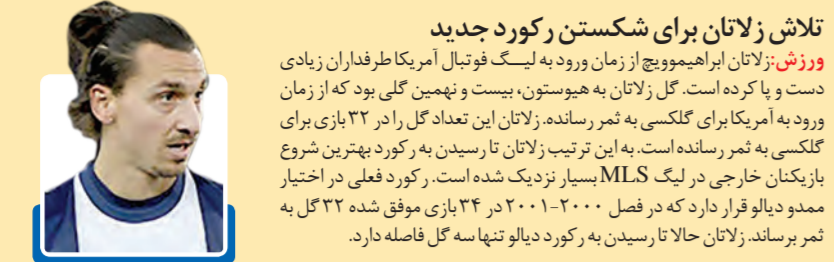 تلاش زلاتان برای شکستن رکورد جدید
ورزش: زلاتان ابراهیموویچ از زمان ورود به لیگ فوتبال آمریکا طرفداران زیادی
دست و پا کرده است. گل زلاتان به هیوستون، بیست و نهمین گلی بود که از زمان
ورود به آمریکا برای گلکسی به ثمر رسانده. زلاتان این تعداد گل را در ۳۲ بازی برای
گلکسی به ثمر رسانده است. به این ترتیب زلاتان تا رسیدن به رکورد بهترین شروع
بازیکنان خارجی در لیگ MLS بسیار نزدیک شده است. رکورد فعلی در اختیار
ممدو دیالو قرار دارد که در فصل ۲۰۰۰-۲۰۰۱ در ۳۴ بازی موفق شده ۳۲ گل به
ثمر برساند. زلاتان حالا تا رسیدن به رکورد دیالو تنها سه گل فاصله دارد.